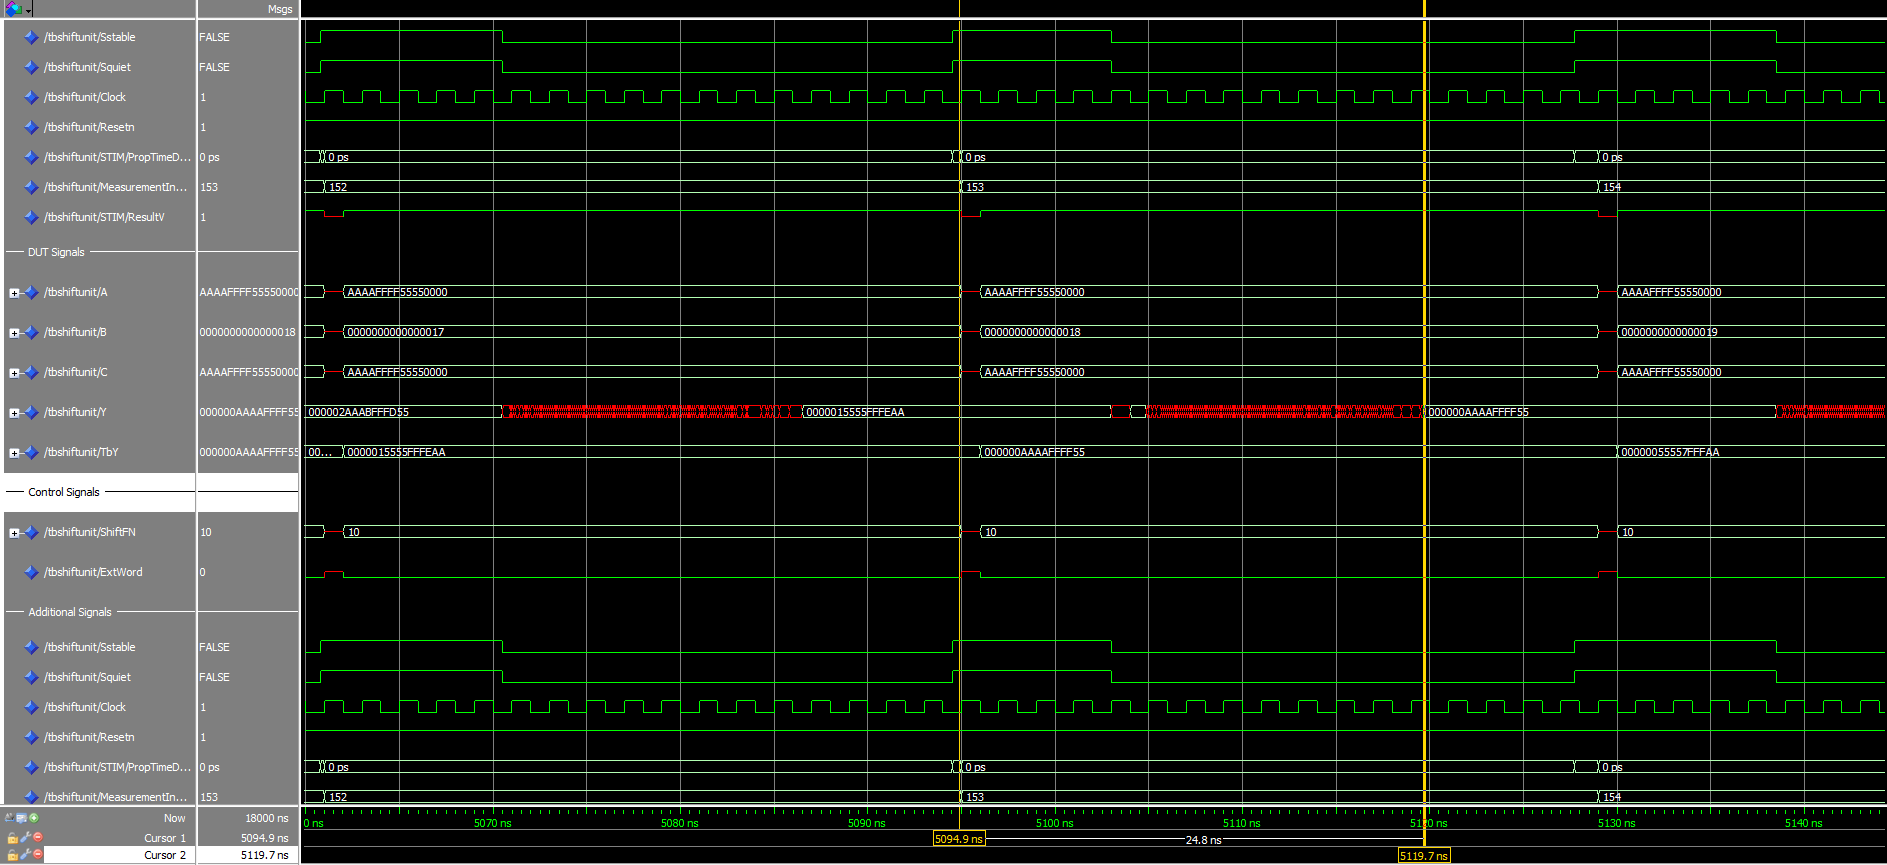 Msgs
/tbshiftunit/Sstable FALSE
/tbshiftunit/Squiet FALSE
/tbshiftunit/Clock 1
/tbshiftunit/Resetn 1
/tbshiftunit/STIM/PropTimeD... 0 ps 0 ps 0 ps 0 ps
/tbshiftunit/MeasurementIn... 153 152 153 154
/tbshiftunit/STIM/ResultV 1
DUT Signals
/tbshiftunit/A AAAAFFFF55550000 AAAAFFFF55550000 AAAAFFFF55550000 AAAAFFFF55550000
/tbshiftunit/B 0000000000000018 0000000000000017 0000000000000018 0000000000000019
/tbshiftunit/C AAAAFFFF55550000 AAAAFFFF55550000 AAAAFFFF55550000 AAAAFFFF55550000
/tbshiftunit/Y 000000AAAAFFFF55 000002AAABFFFD55 0000015555FFFEAA 000000AAAAFFFF55
/tbshiftunit/TbY 000000AAAAFFFF55 00... 0000015555FFFEAA 000000AAAAFFFF55 00000055557FFFAA
Control Signals
/tbshiftunit/ShiftFN 10 10 10 10
/tbshiftunit/ExtWord 0
Additional Signals
/tbshiftunit/Sstable FALSE
/tbshiftunit/Squiet FALSE
/tbshiftunit/Clock 1
/tbshiftunit/Resetn 1
/tbshiftunit/STIM/PropTimeD... 0 ps 0 ps 0 ps 0 ps
/tbshiftunit/MeasurementIn... 153 152 153 154
Now 18000 ns 0 ns 5070 ns 5080 ns 5090 ns 5100 ns 5110 ns 5120 ns 5130 ns 5140 ns
Cursor 1 5094.9 ns 5094.9 ns 24.8 ns
Cursor 2 5119.7 ns 5119.7 ns